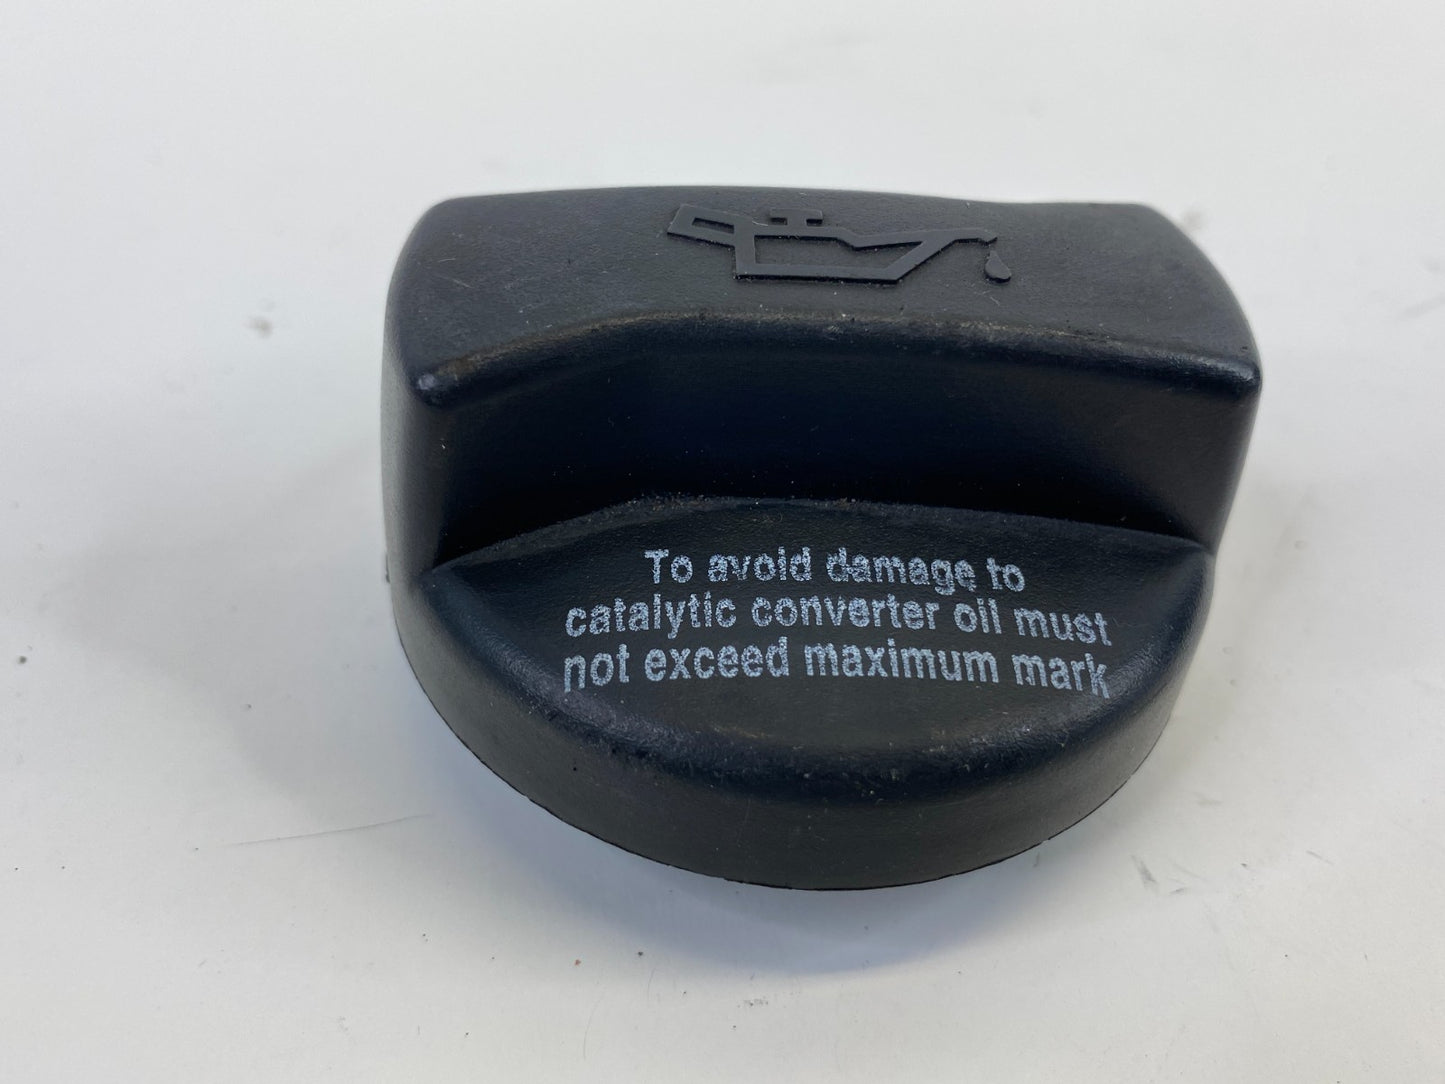 To avoid damage to
catalytic converter oil must
not exceed maximum mark